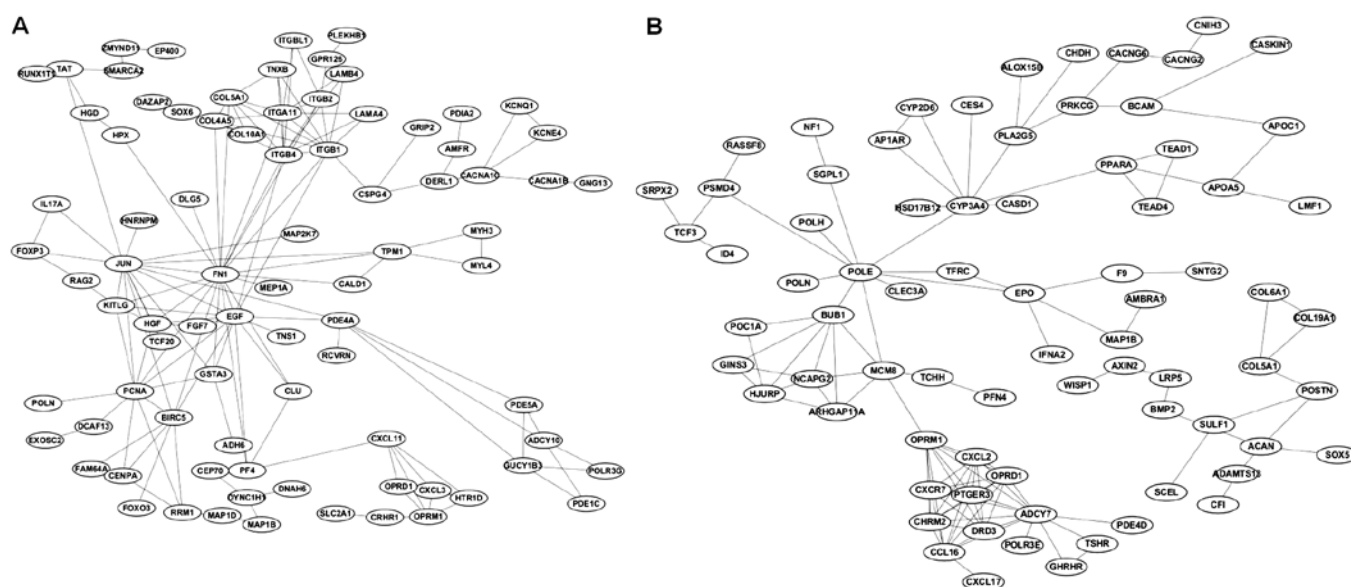 A
ITGBL1
PLEKHB1
ZMYND11
EP400
GPR125
RUNX1T1
TAT
SMARCA2
TNXB
LAMB4
DAZAP2
COL5A1
ITGB2
SOX6
ITGA11
LAMA4
HGD
COL4A5
COL10A1
HPX
ITGB4
ITGB1
GRIP2
PDIA2
KCNQ1
KCNE4
AMFR
CSPG4
DERL1
CACNA1C
CACNA1B
GNG13
IL17A
DLG5
HNRNPM
FOXP3
MAP2K7
MYH3
JUN
FN1
TPM1
MYL4
RAG2
MEP1A
CALD1
KITLG
HGF
FGF7
EGF
PDE4A
TCF20
TNS1
RCVRN
GSTA3
PCNA
CLU
POLN
DCAF13
BIRC5
PDE5A
EXOSC2
ADH6
CXCL11
ADCY10
FAM64A
CENPA
CEP70
PF4
GUCY1B3
POLR3G
DYNC1H1
DNAH6
OPRD1
CXCL3
HTR1D
PDE1C
FOXO3
RRM1
MAP1D
MAP1B
SLC2A1
CRHR1
OPRM1
B
CNIH3
CHDH
CACNG6
CASKIN1
ALOX15B
CACNG2
CYP2D6
CES4
PRKCG
BCAM
NF1
AP1AR
PLA2G5
APOC1
RASSF8
TEAD1
PPARA
SRPX2
PSMD4
SGPL1
APOA5
HSD17B12
CYP3A4
CASD1
TEAD4
LMF1
TCF3
POLH
ID4
POLE
TFRC
F9
SNTG2
POLN
CLEC3A
EPO
COL6A1
AMBRA1
BUB1
COL19A1
POC1A
MAP1B
GINS3
MCM8
IFNA2
AXIN2
COL5A1
NCAPG2
TCHH
WISP1
LRP5
HJURP
PFN4
POSTN
ARHGAP11A
BMP2
SULF1
OPRM1
ACAN
CXCL2
SOX5
OPRD1
ADAMTS18
CXCR7
PTGER3
SCEL
CFI
CHRM2
DRD3
ADCY7
PDE4D
CCL16
POLR3E
TSHR
GHRHR
CXCL17